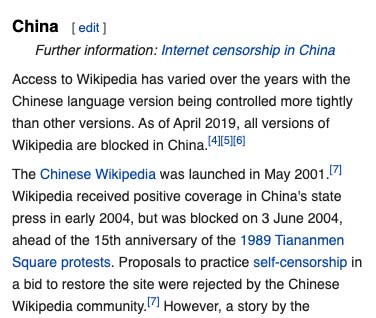 China [ edit ]
Further information: Internet censorship in China
Access to Wikipedia has varied over the years with the
Chinese language version being controlled more tightly
than other versions. As of April 2019, all versions of
Wikipedia are blocked in China.[4][5][6]
The Chinese Wikipedia was launched in May 2001.[7]
Wikipedia received positive coverage in China's state
press in early 2004, but was blocked on 3 June 2004,
ahead of the 15th anniversary of the 1989 Tiananmen
Square protests. Proposals to practice self-censorship in
a bid to restore the site were rejected by the Chinese
Wikipedia community.[7] However, a story by the